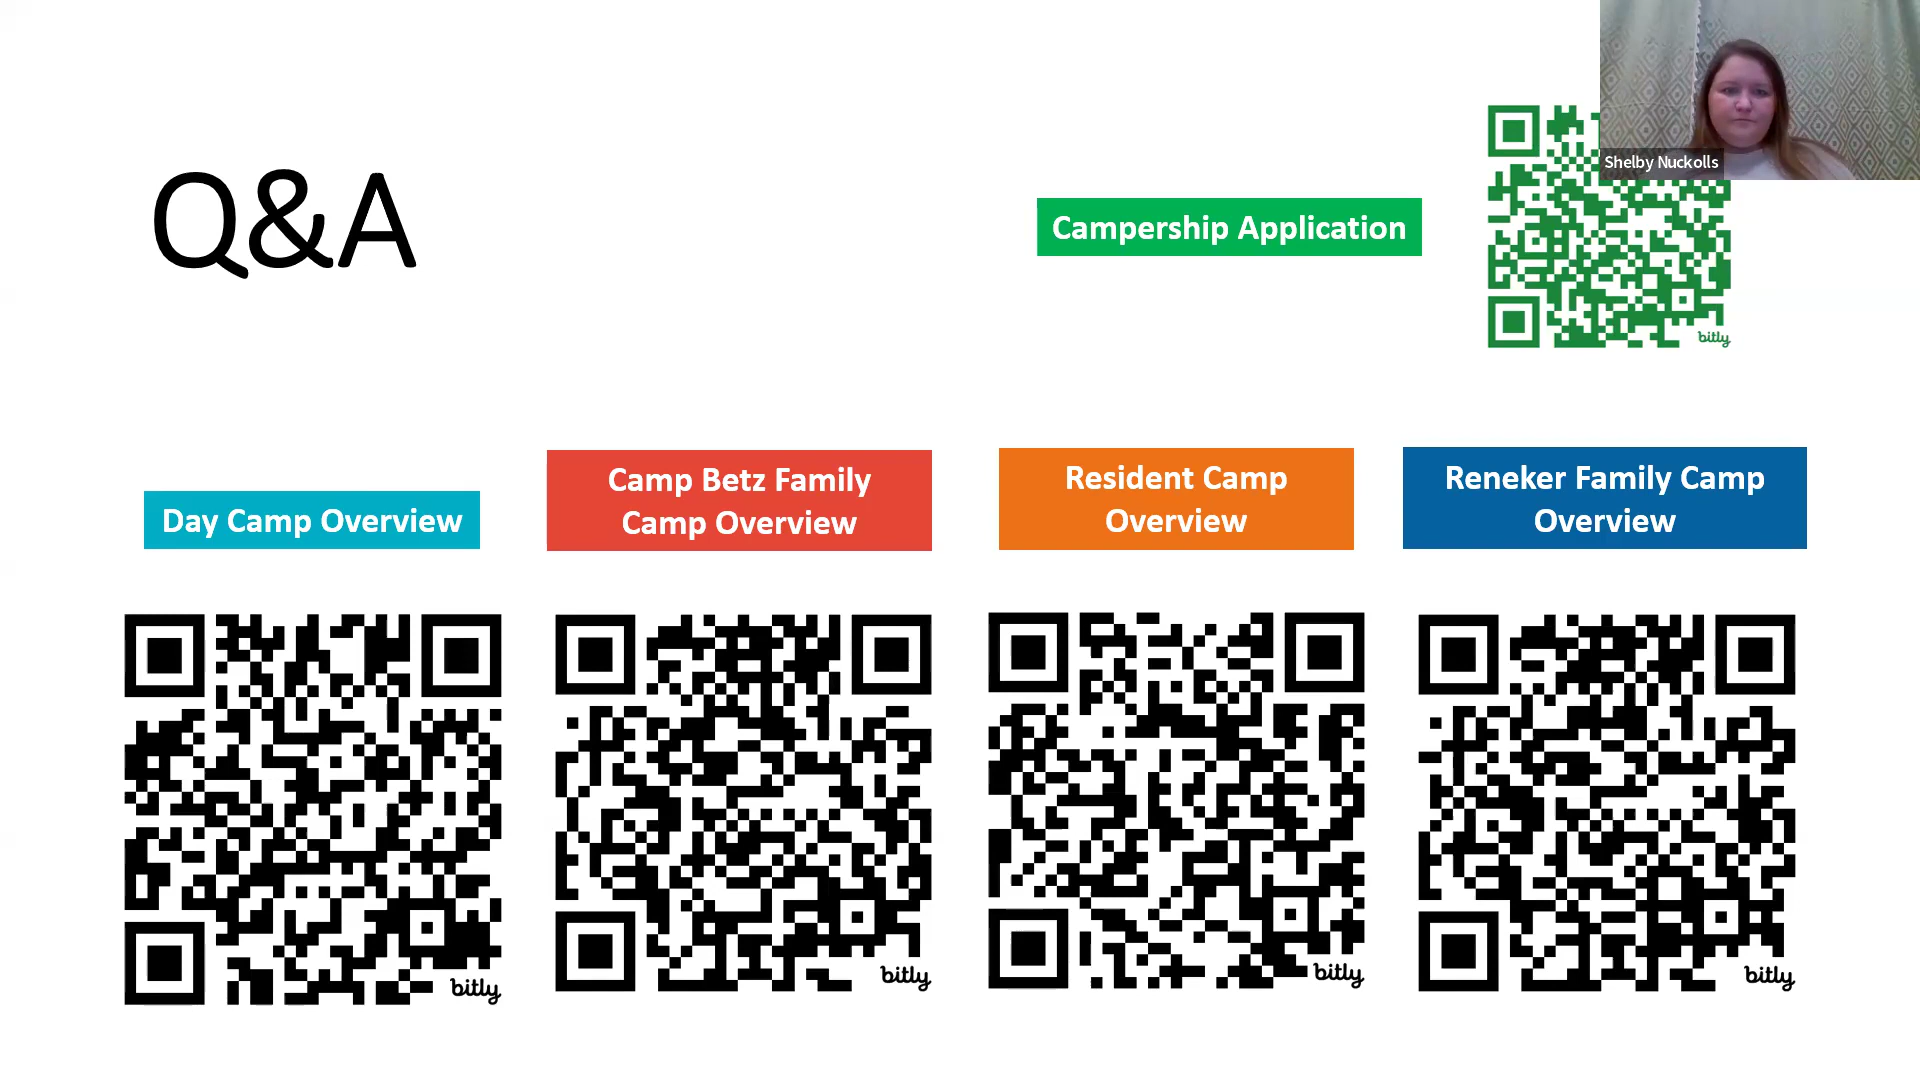 Shelby Nuckolls
Q&A
Campership Application
bitly
Day Camp Overview
Camp Betz Family
Camp Overview
Resident Camp
Overview
Reneker Family Camp
Overview
bitly
bitly
bitly
bitly